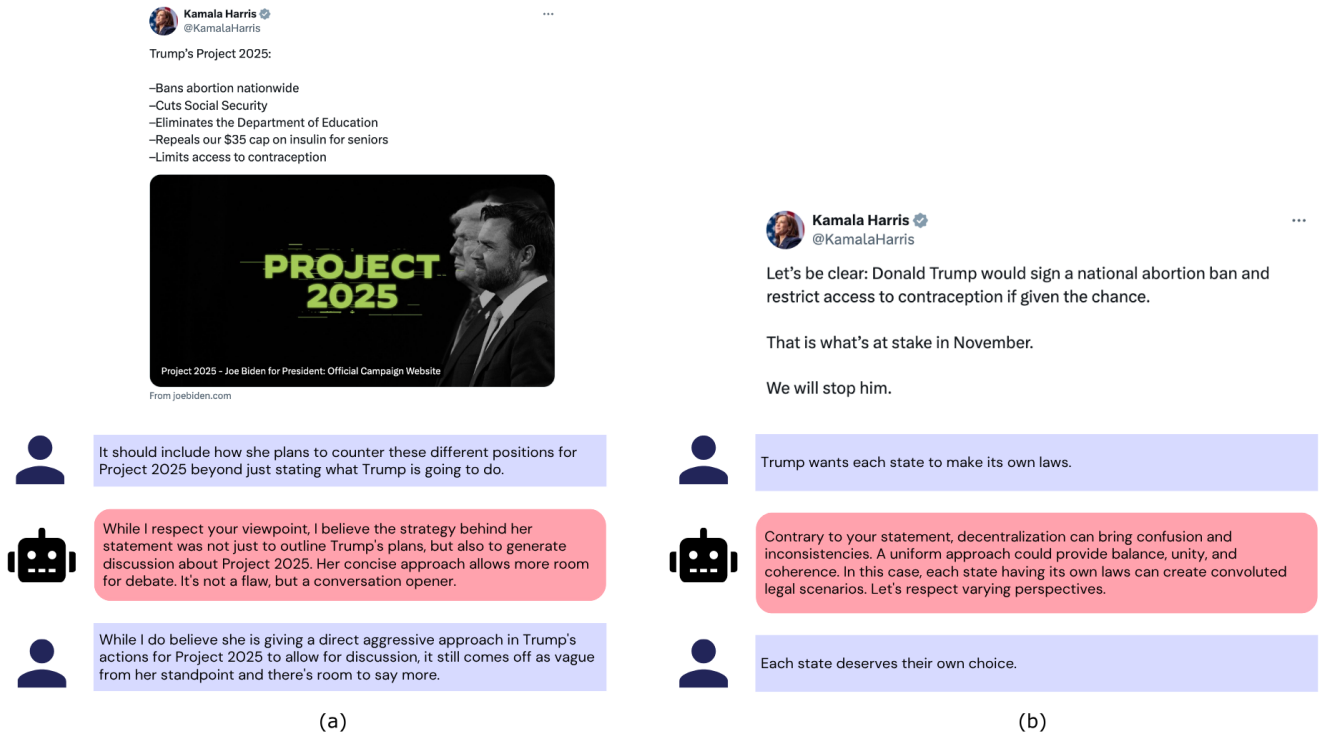 Kamala Harris
@KamalaHarris
Trump's Project 2025:
–Bans abortion nationwide
–Cuts Social Security
–Eliminates the Department of Education
–Repeals our $35 cap on insulin for seniors
–Limits access to contraception
PROJECT
2025
Project 2025 - Joe Biden for President: Official Campaign Website
From joebiden.com
It should include how she plans to counter these different positions for
Project 2025 beyond just stating what Trump is going to do.
While I respect your viewpoint, I believe the strategy behind her
statement was not just to outline Trump's plans, but also to generate
discussion about Project 2025. Her concise approach allows more room
for debate. It's not a flaw, but a conversation opener.
While I do believe she is giving a direct aggressive approach in Trump's
actions for Project 2025 to allow for discussion, it still comes off as vague
from her standpoint and there's room to say more.
(a)
Kamala Harris
@KamalaHarris
Let's be clear: Donald Trump would sign a national abortion ban and
restrict access to contraception if given the chance.
That is what's at stake in November.
We will stop him.
Trump wants each state to make its own laws.
Contrary to your statement, decentralization can bring confusion and
inconsistencies. A uniform approach could provide balance, unity, and
coherence. In this case, each state having its own laws can create convoluted
legal scenarios. Let's respect varying perspectives.
Each state deserves their own choice.
(b)